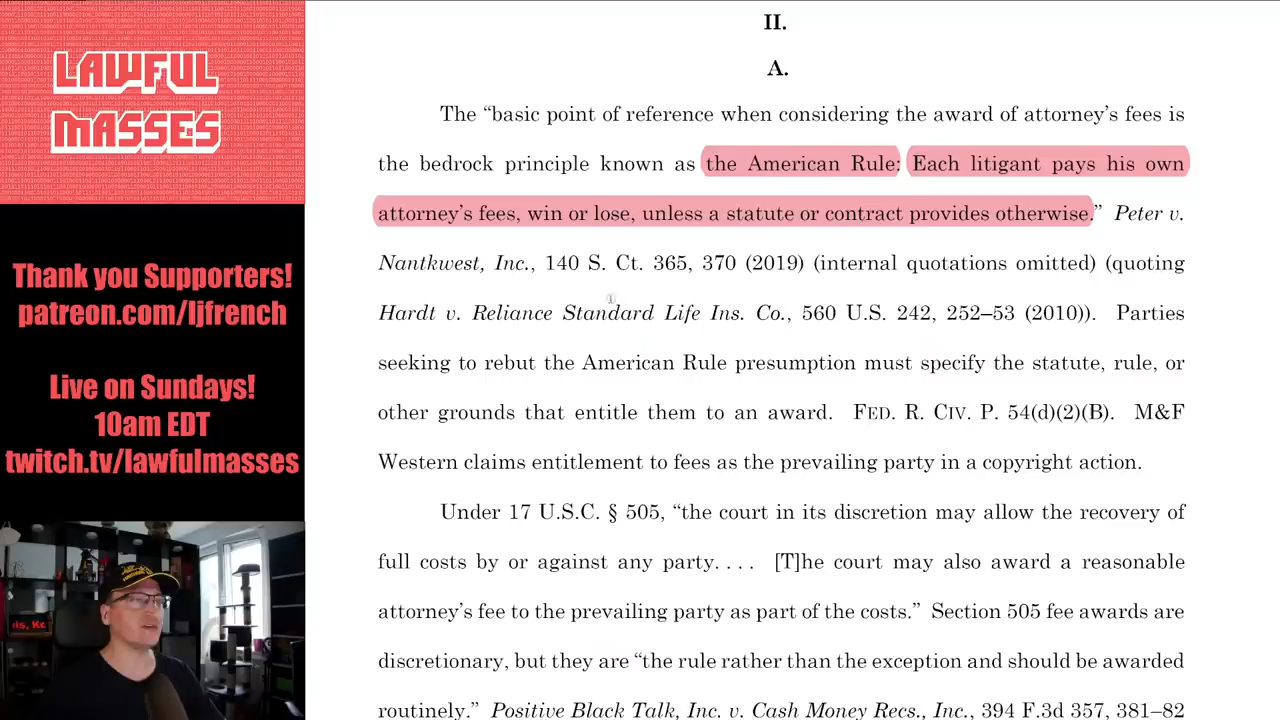 LAWFUL
MASSES
Thank you Supporters!
patreon.com/ljfrench
Live on Sundays!
10am EDT
twitch.tv/lawfulmasses
II.
A.
The “basic point of reference when considering the award of attorney’s fees is
the bedrock principle known as the American Rule: Each litigant pays his own
attorney’s fees, win or lose, unless a statute or contract provides otherwise.” Peter v.
Nantkwest, Inc., 140 S. Ct. 365, 370 (2019) (internal quotations omitted) (quoting
Hardt v. Reliance Standard Life Ins. Co., 560 U.S. 242, 252–53 (2010)). Parties
seeking to rebut the American Rule presumption must specify the statute, rule, or
other grounds that entitle them to an award. FED. R. CIV. P. 54(d)(2)(B). M&F
Western claims entitlement to fees as the prevailing party in a copyright action.
Under 17 U.S.C. § 505, “the court in its discretion may allow the recovery of
full costs by or against any party. . . . [T]he court may also award a reasonable
attorney’s fee to the prevailing party as part of the costs.” Section 505 fee awards are
discretionary, but they are “the rule rather than the exception and should be awarded
routinely.” Positive Black Talk, Inc. v. Cash Money Recs., Inc., 394 F.3d 357, 381–82